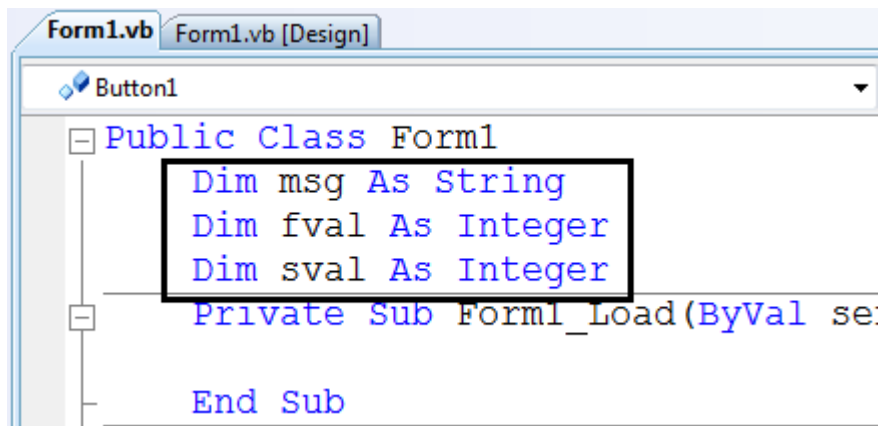 Form1.vb Form1.vb [Design]
Button1
Public Class Form1
Dim msg As String
Dim fval As Integer
Dim sval As Integer
Private Sub Form1_Load(ByVal
End Sub